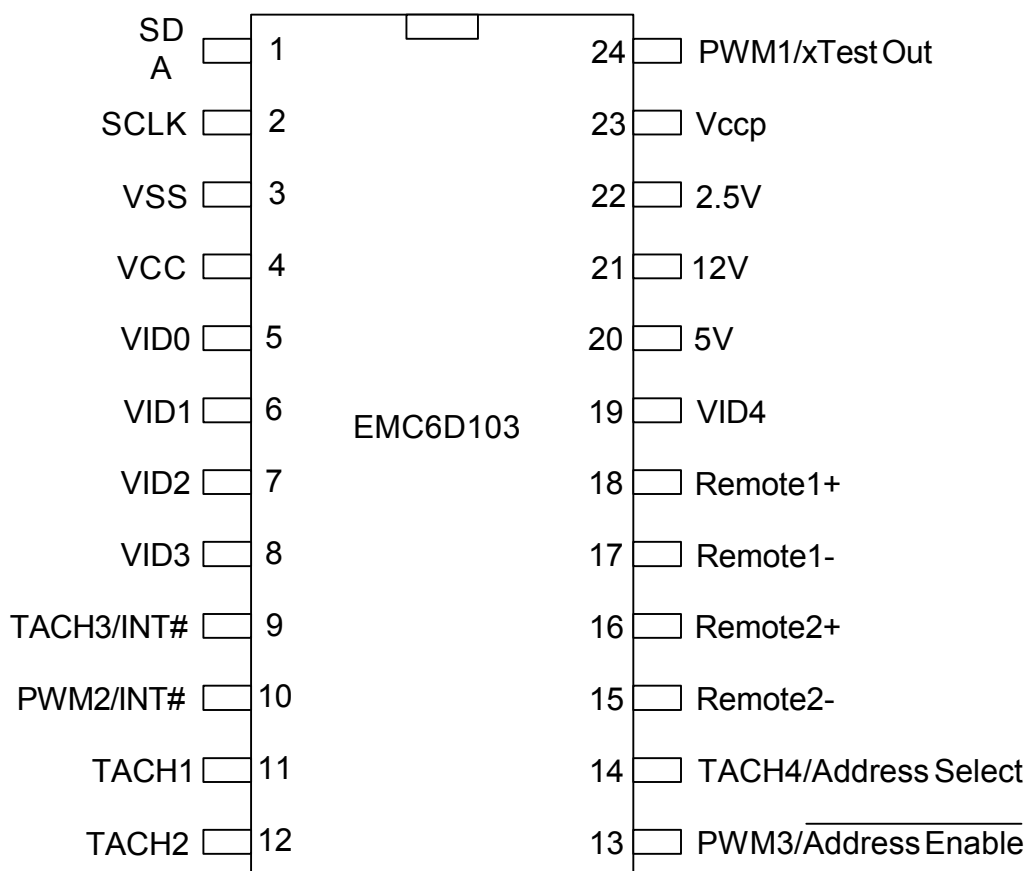 SD
A
1
24
PWM1/xTest Out
SCLK
2
23
Vccp
VSS
3
22
2.5V
VCC
4
21
12V
VID0
5
20
5V
VID1
6
EMC6D103
19
VID4
VID2
7
18
Remote1+
VID3
8
17
Remote1-
TACH3/INT#
9
16
Remote2+
PWM2/INT#
10
15
Remote2-
TACH1
11
14
TACH4/Address Select
TACH2
12
13
PWM3/Address Enable